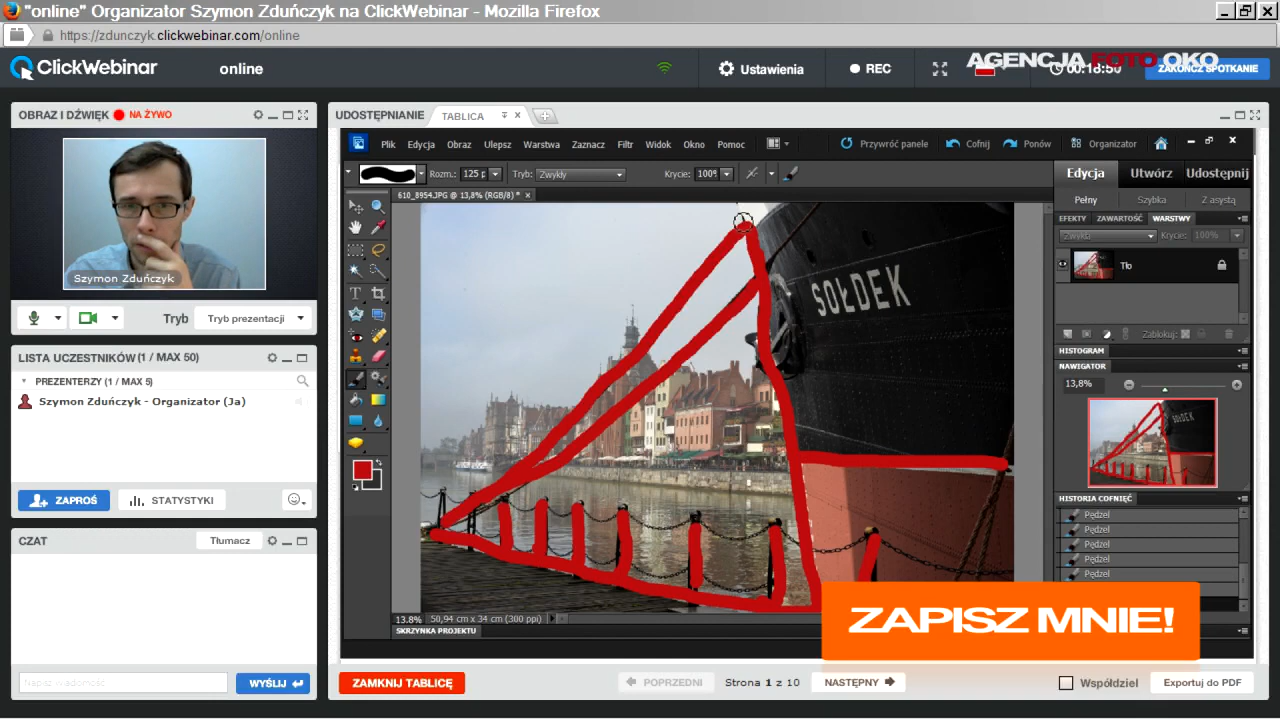 "online" Organizator Szymon Zduńczyk na ClickWebinar - Mozilla Firefox
https://zdunczyk.clickwebinar.com/online
ClickWebinar online Ustawienia REC 00:18:50 ZAKOŃCZ SPOTKANIE
AGENCJA FOTO OKO
OBRAZ I DŹWIĘK NA ŻYWO
Szymon Zduńczyk
Tryb Tryb prezentacji
LISTA UCZESTNIKÓW (1 / MAX 50)
PREZENTERZY (1 / MAX 5)
Szymon Zduńczyk - Organizator (Ja)
ZAPROŚ STATYSTYKI
CZAT Tłumacz
Napisz wiadomość
WYŚLIJ
UDOSTĘPNIANIE TABLICA
Plik Edycja Obraz Ulepsz Warstwa Zaznacz Filtr Widok Okno Pomoc Przywróć panele Cofnij Ponów Organizator
Rozm.: 125 p Tryb: Zwykły Krycie: 100%
610_8954.JPG @ 13,8% (RGB/8) *
SOŁDEK
13.8% 50,94 cm x 34 cm (300 ppi)
SKRZYNKA PROJEKTU
Edycja Utwórz Udostępnij
Pełny Szybka Z asystą
EFEKTY ZAWARTOŚĆ WARSTWY
Zwykła Krycie: 100%
Tło
Zablokuj:
HISTOGRAM
NAWIGATOR
13,8%
SOŁDEK
HISTORIA COFNIĘĆ
Pędzel
Pędzel
Pędzel
Pędzel
Pędzel
ZAPISZ MNIE!
ZAMKNIJ TABLICĘ POPRZEDNI Strona 1 z 10 NASTĘPNY Współdziel Exportuj do PDF